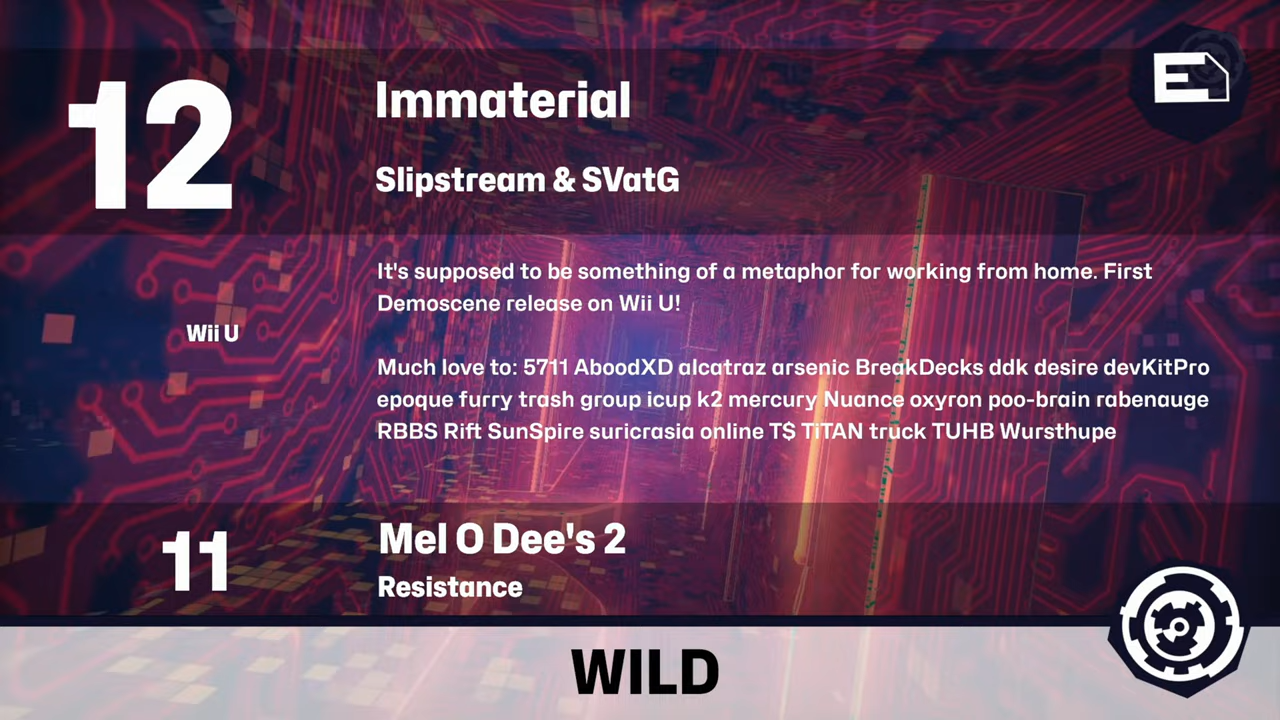 12
Immaterial
Slipstream & SVatG
It's supposed to be something of a metaphor for working from home. First
Demoscene release on Wii U!
Wii U
Much love to: 5711 AboodXD alcatraz arsenic BreakDecks ddk desire devKitPro
epoque furry trash group icup k2 mercury Nuance oxyron poo-brain rabenauge
RBBS Rift SunSpire suricrasia online T$ TiTAN truck TUHB Wursthupe
11
Mel O Dee's 2
Resistance
WILD